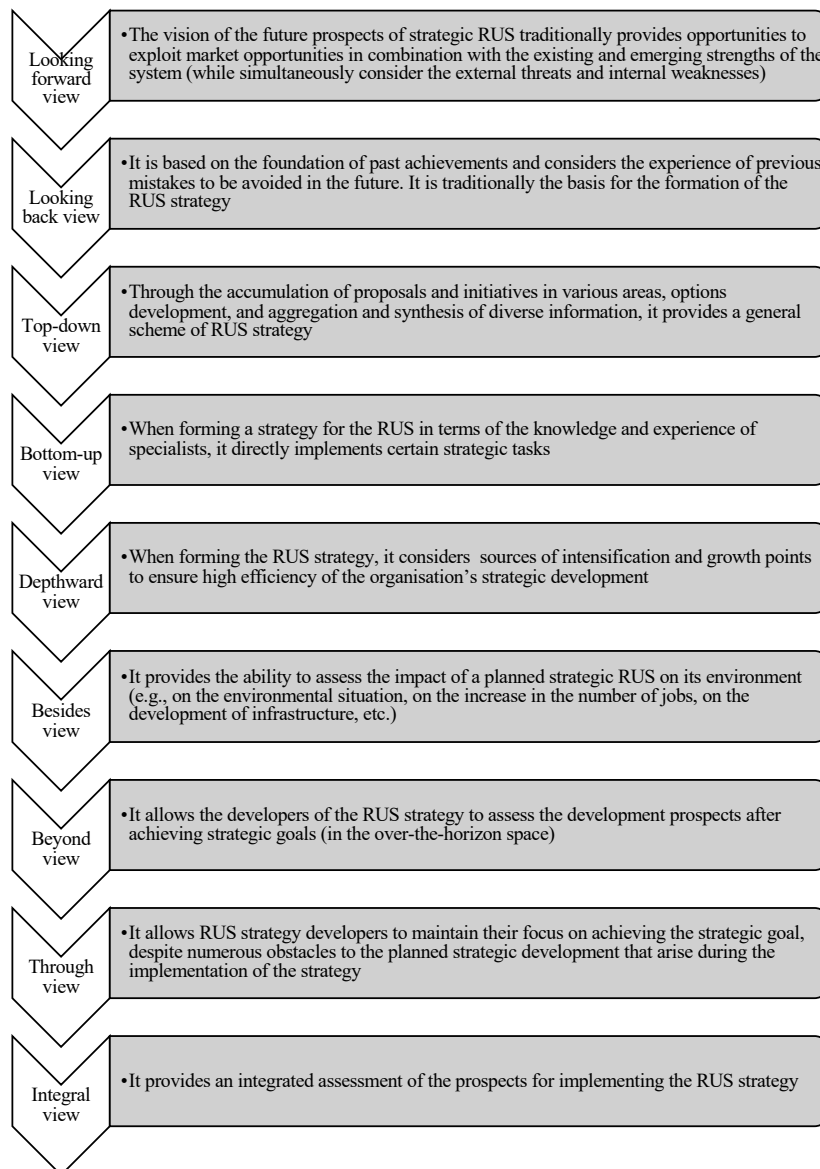 Looking
forward
view
•The vision of the future prospects of strategic RUS traditionally provides opportunities to
exploit market opportunities in combination with the existing and emerging strengths of the
system (while simultaneously consider the external threats and internal weaknesses)
Looking
back view
•It is based on the foundation of past achievements and considers the experience of previous
mistakes to be avoided in the future. It is traditionally the basis for the formation of the
RUS strategy
Top-down
view
•Through the accumulation of proposals and initiatives in various areas, options
development, and aggregation and synthesis of diverse information, it provides a general
scheme of RUS strategy
Bottom-up
view
•When forming a strategy for the RUS in terms of the knowledge and experience of
specialists, it directly implements certain strategic tasks
Depthward
view
•When forming the RUS strategy, it considers sources of intensification and growth points
to ensure high efficiency of the organisation's strategic development
Besides
view
•It provides the ability to assess the impact of a planned strategic RUS on its environment
(e.g., on the environmental situation, on the increase in the number of jobs, on the
development of infrastructure, etc.)
Beyond
view
•It allows the developers of the RUS strategy to assess the development prospects after
achieving strategic goals (in the over-the-horizon space)
Through
view
•It allows RUS strategy developers to maintain their focus on achieving the strategic goal,
despite numerous obstacles to the planned strategic development that arise during the
implementation of the strategy
Integral
view
•It provides an integrated assessment of the prospects for implementing the RUS strategy